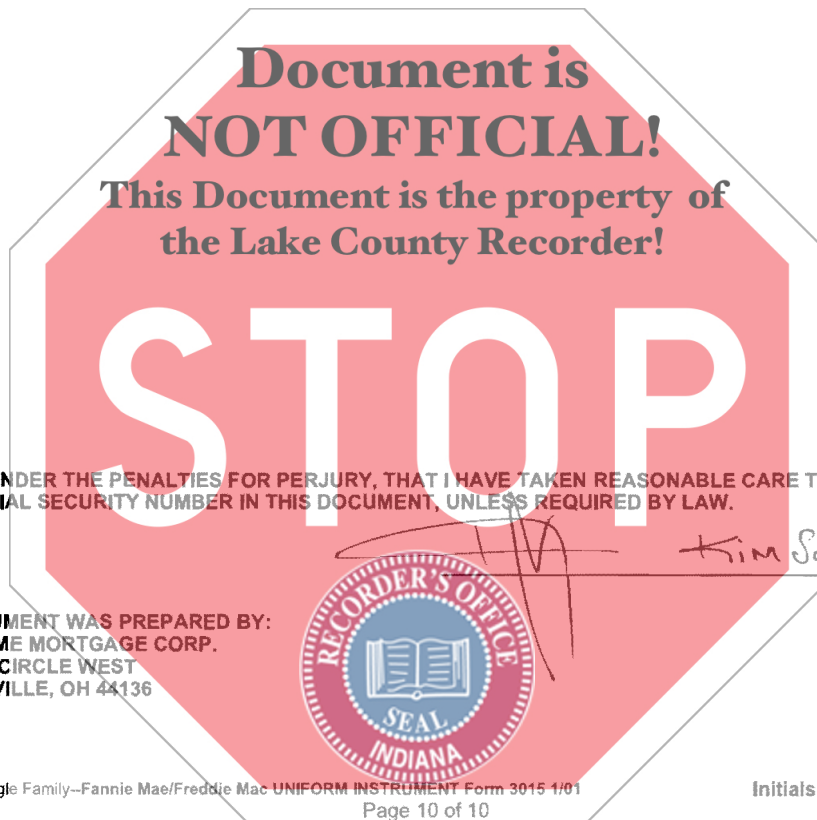 Document is
NOT OFFICIAL!
This Document is the property of
the Lake County Recorder!
STOP
NDER THE PENALTIES FOR PERJURY, THAT I HAVE TAKEN REASONABLE CARE T
IAL SECURITY NUMBER IN THIS DOCUMENT, UNLESS REQUIRED BY LAW.
Kim
RECORDER'S OFFICE
SEAL
INDIANA
MENT WAS PREPARED BY:
ME MORTGAGE CORP.
CIRCLE WEST
VILLE, OH 44136
gle Family--Fannie Mae/Freddie Mac UNIFORM INSTRUMENT Form 3015 1/01
Initials
Page 10 of 10